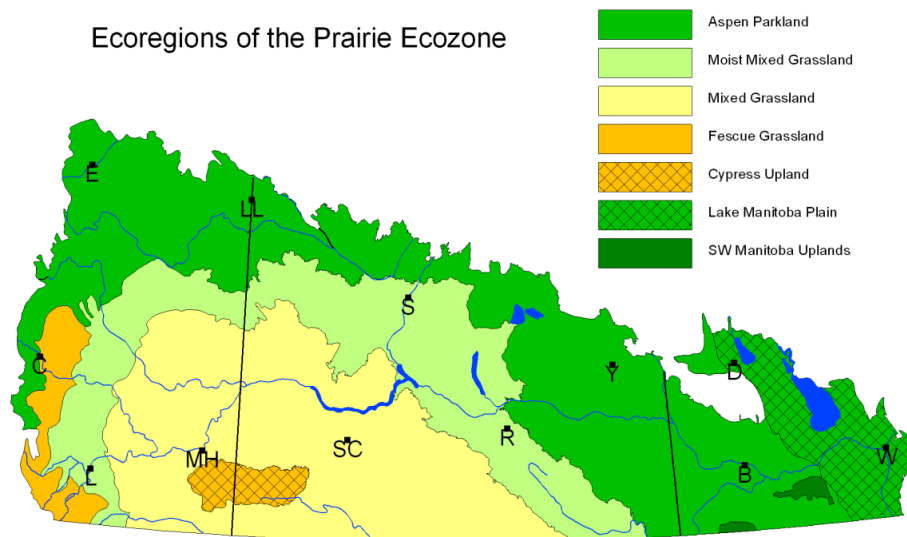 Ecoregions of the Prairie Ecozone
Aspen Parkland
Moist Mixed Grassland
Mixed Grassland
Fescue Grassland
Cypress Upland
Lake Manitoba Plain
SW Manitoba Uplands
E
LL
S
C
Y
D
MH
SC
R
L
B
W